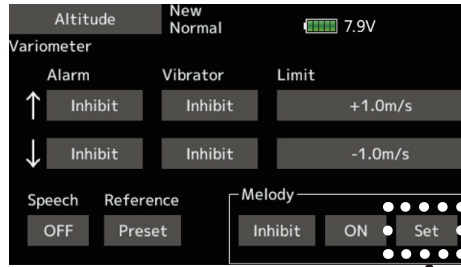 Altitude
New
Normal
7.9V
Variometer
Alarm Vibrator Limit
↑ Inhibit Inhibit +1.0m/s
↓ Inhibit Inhibit -1.0m/s
Speech Reference Melody
OFF Preset Inhibit ON Set